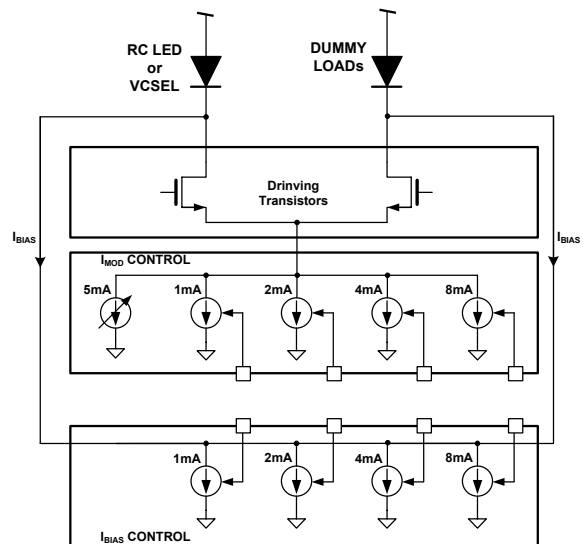 RC LED
or
VCSEL
DUMMY
LOADs
Drinving
Transistors
IBIAS
IBIAS
IMOD CONTROL
5mA
1mA
2mA
4mA
8mA
1mA
2mA
4mA
8mA
IBIAS CONTROL